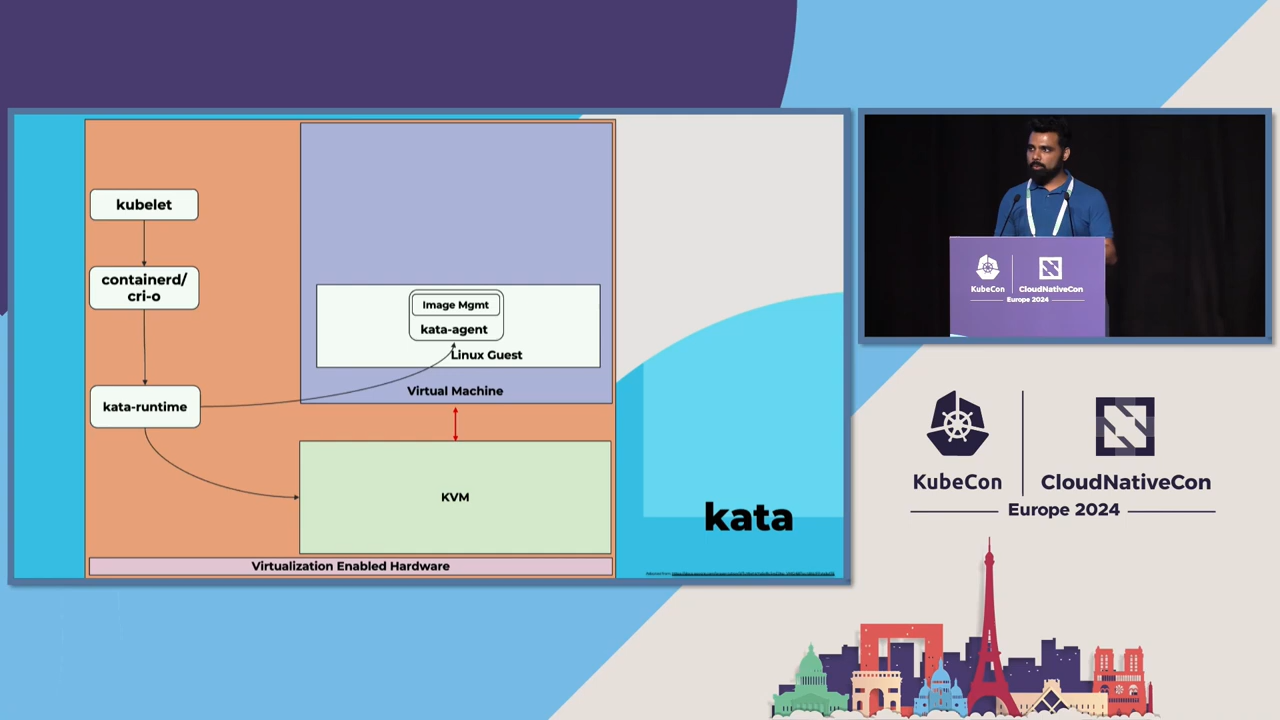 kubelet
containerd/
cri-o
kata-runtime
Image Mgmt
kata-agent
Linux Guest
Virtual Machine
KVM
Virtualization Enabled Hardware
kata
KubeCon
CloudNativeCon
Europe 2024
KubeCon
CloudNativeCon
Europe 2024